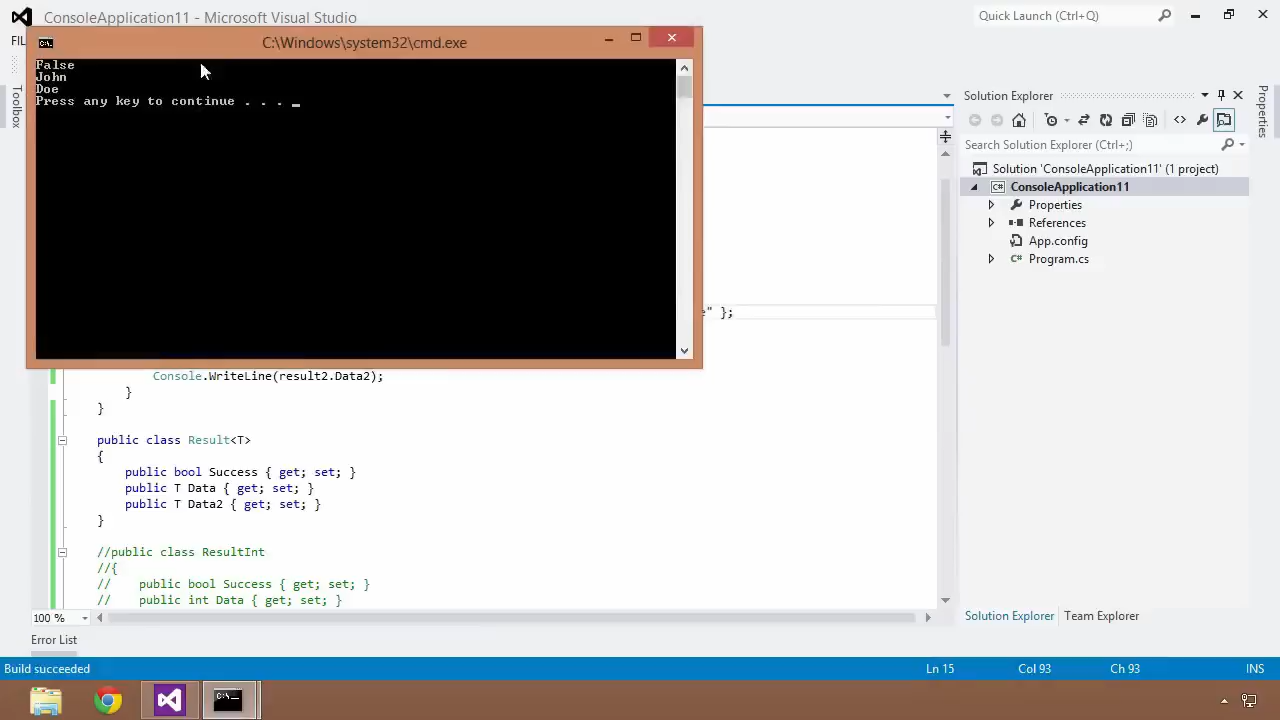 ConsoleApplication11 - Microsoft Visual Studio
Quick Launch (Ctrl+Q)
FI
C:\Windows\system32\cmd.exe
False
John
Doe
Press any key to continue . . . _
Toolbox
e" };
Console.WriteLine(result2.Data2);
}
}
public class Result<T>
{
public bool Success { get; set; }
public T Data { get; set; }
public T Data2 { get; set; }
}
//public class ResultInt
//{
//    public bool Success { get; set; }
//    public int Data { get; set; }
100 %
Solution Explorer
Search Solution Explorer (Ctrl+;)
Solution 'ConsoleApplication11' (1 project)
C# ConsoleApplication11
Properties
References
App.config
C# Program.cs
Solution Explorer
Team Explorer
Properties
Error List
Build succeeded
Ln 15
Col 93
Ch 93
INS